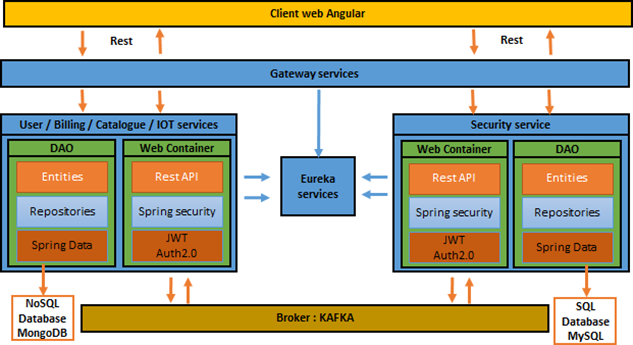 Client web Angular
Rest
Rest
Gateway services
User / Billing / Catalogue / IOT services
DAO
Entities
Repositories
Spring Data
Web Container
Rest API
Spring security
JWT
Auth2.0
Eureka
services
Security service
Web Container
Rest API
Spring security
JWT
Auth2.0
DAO
Entities
Repositories
Spring Data
NoSQL
Database
MongoDB
Broker : KAFKA
SQL
Database
MySQL